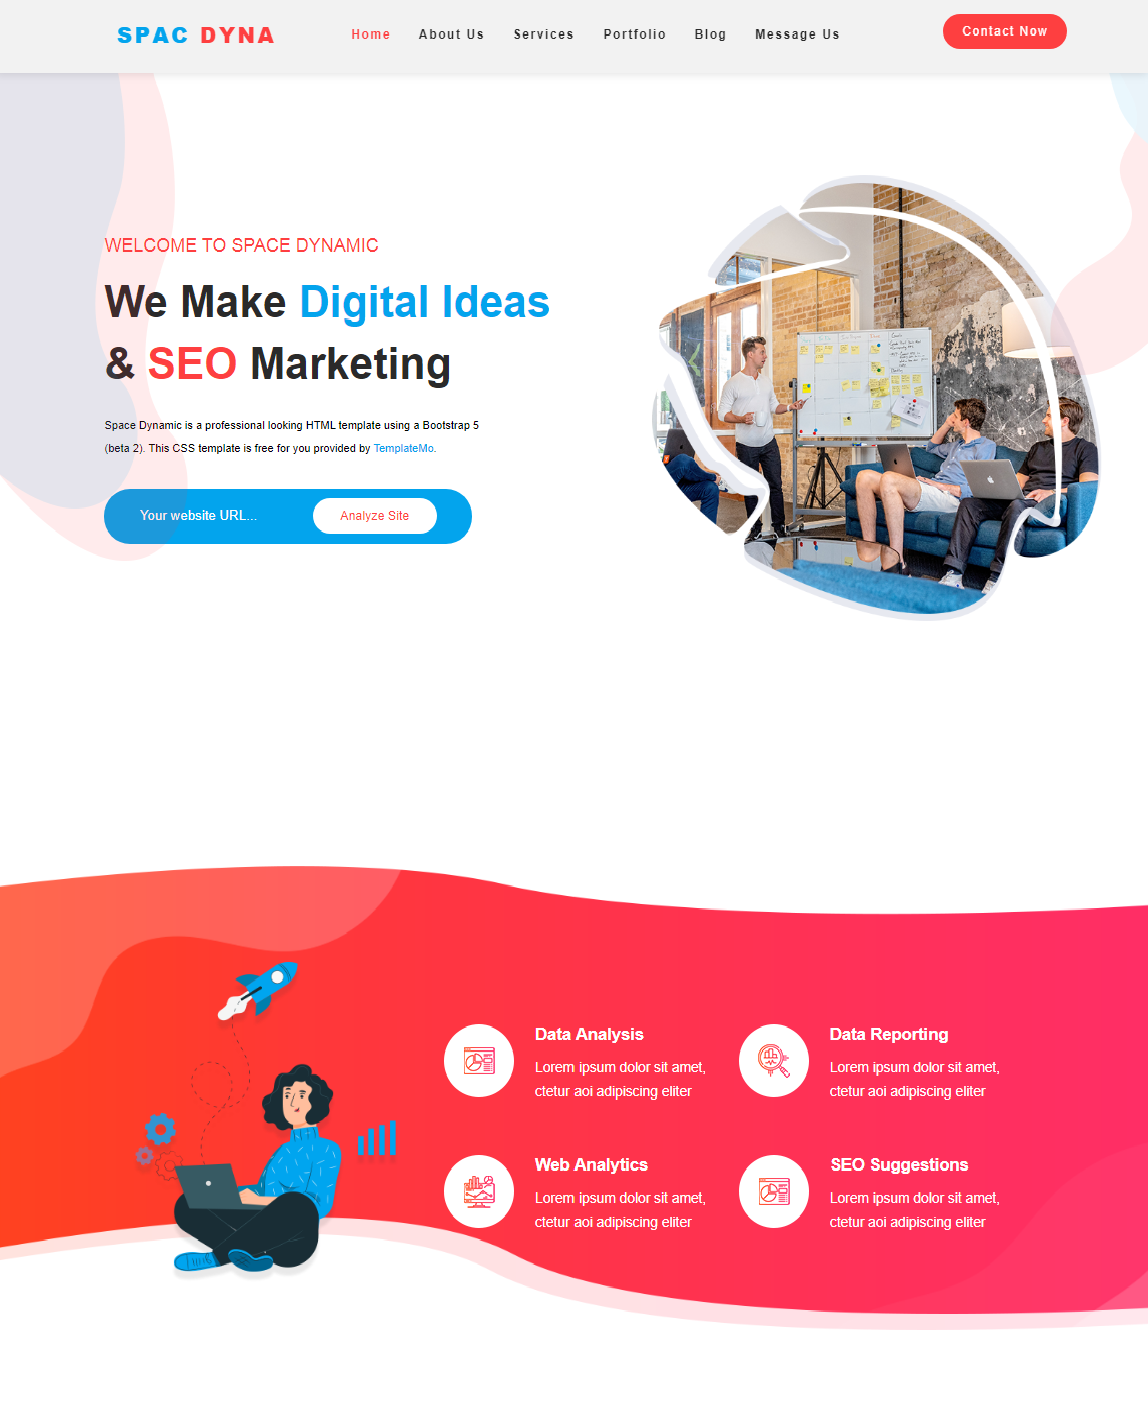 SPAC DYNA
Home About Us Services Portfolio Blog Message Us
Contact Now
WELCOME TO SPACE DYNAMIC
We Make Digital Ideas
& SEO Marketing
Space Dynamic is a professional looking HTML template using a Bootstrap 5
(beta 2). This CSS template is free for you provided by TemplateMo.
Your website URL...
Analyze Site
Data Analysis
Lorem ipsum dolor sit amet,
ctetur aoi adipiscing eliter
Data Reporting
Lorem ipsum dolor sit amet,
ctetur aoi adipiscing eliter
Web Analytics
Lorem ipsum dolor sit amet,
ctetur aoi adipiscing eliter
SEO Suggestions
Lorem ipsum dolor sit amet,
ctetur aoi adipiscing eliter